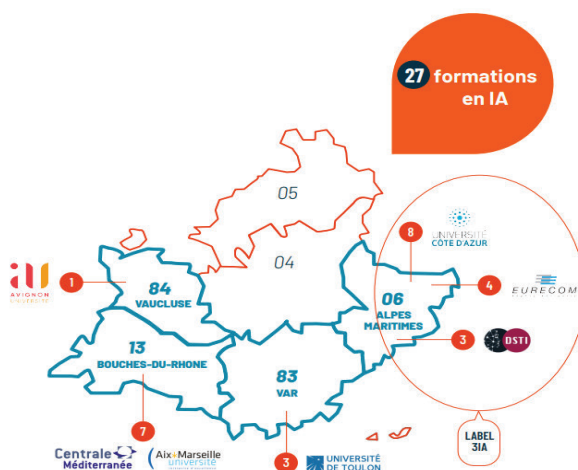 27 formations
en IA
05
UNIVERSITÉ
CÔTE D'AZUR
8
04
AVIGNON
UNIVERSITÉ
1
84
VAUCLUSE
4
EURECOM
06
ALPES
MARITIMES
3
DSTI
13
BOUCHES-DU-RHONE
83
VAR
7
LABEL
3IA
Centrale
Méditerranée
Aix*Marseille
université
3
UNIVERSITÉ
DE TOULON